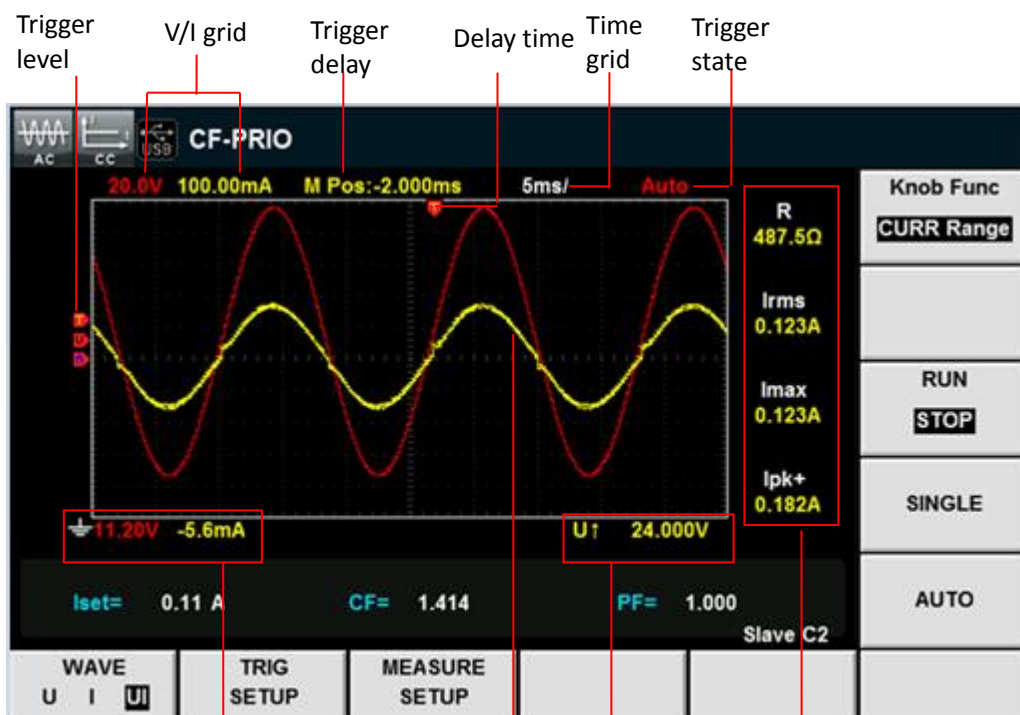 Trigger level
V/I grid
Trigger delay
Delay time
Time grid
Trigger state
AC
CC
USB
CF-PRIO
20.0V 100.00mA M Pos:-2.000ms 5ms/ Auto
T
T
U
R
487.5Ω
Irms
0.123A
Imax
0.123A
Ipk+
0.182A
11.20V -5.6mA
U↑ 24.000V
Iset= 0.11 A CF= 1.414 PF= 1.000
Slave C2
Knob Func
CURR Range
RUN
STOP
SINGLE
AUTO
WAVE
U I UI
TRIG
SETUP
MEASURE
SETUP